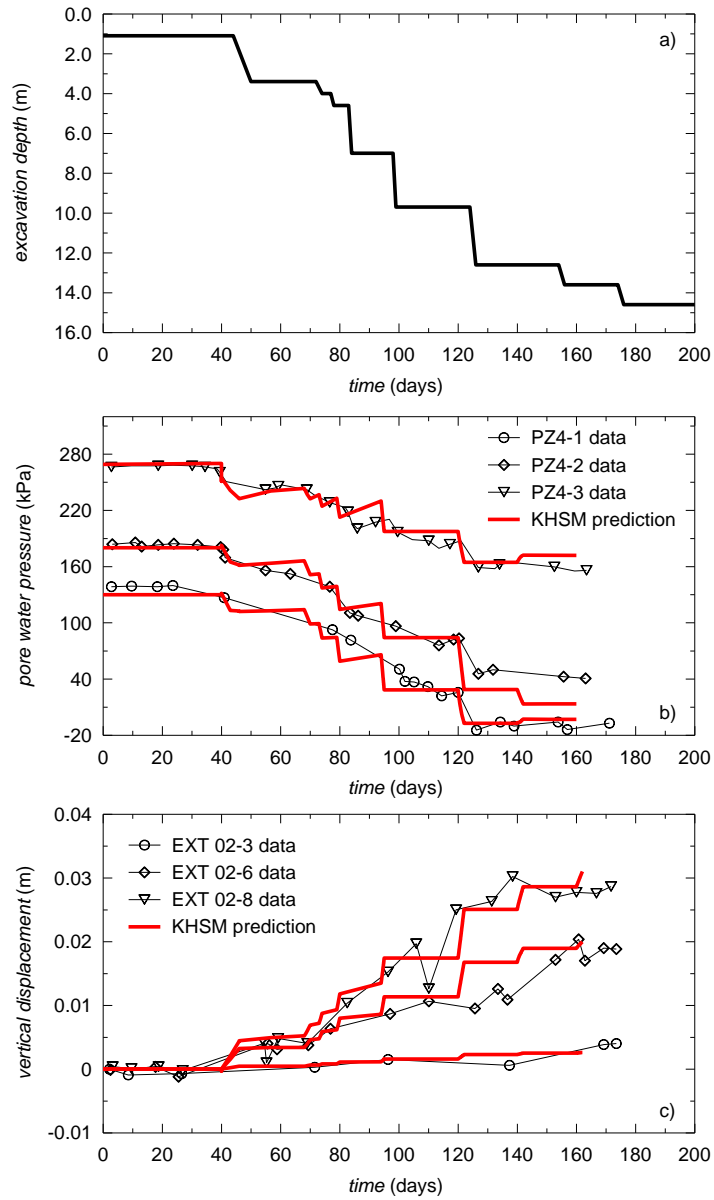 0.0
2.0
4.0
6.0
8.0
10.0
12.0
14.0
16.0
excavation depth (m)
a)
0 20 40 60 80 100 120 140 160 180 200
time (days)
280
220
160
100
40
-20
pore water pressure (kPa)
PZ4-1 data
PZ4-2 data
PZ4-3 data
KHSM prediction
b)
0 20 40 60 80 100 120 140 160 180 200
time (days)
0.04
0.03
0.02
0.01
0
-0.01
vertical displacement (m)
EXT 02-3 data
EXT 02-6 data
EXT 02-8 data
KHSM prediction
c)
0 20 40 60 80 100 120 140 160 180 200
time (days)